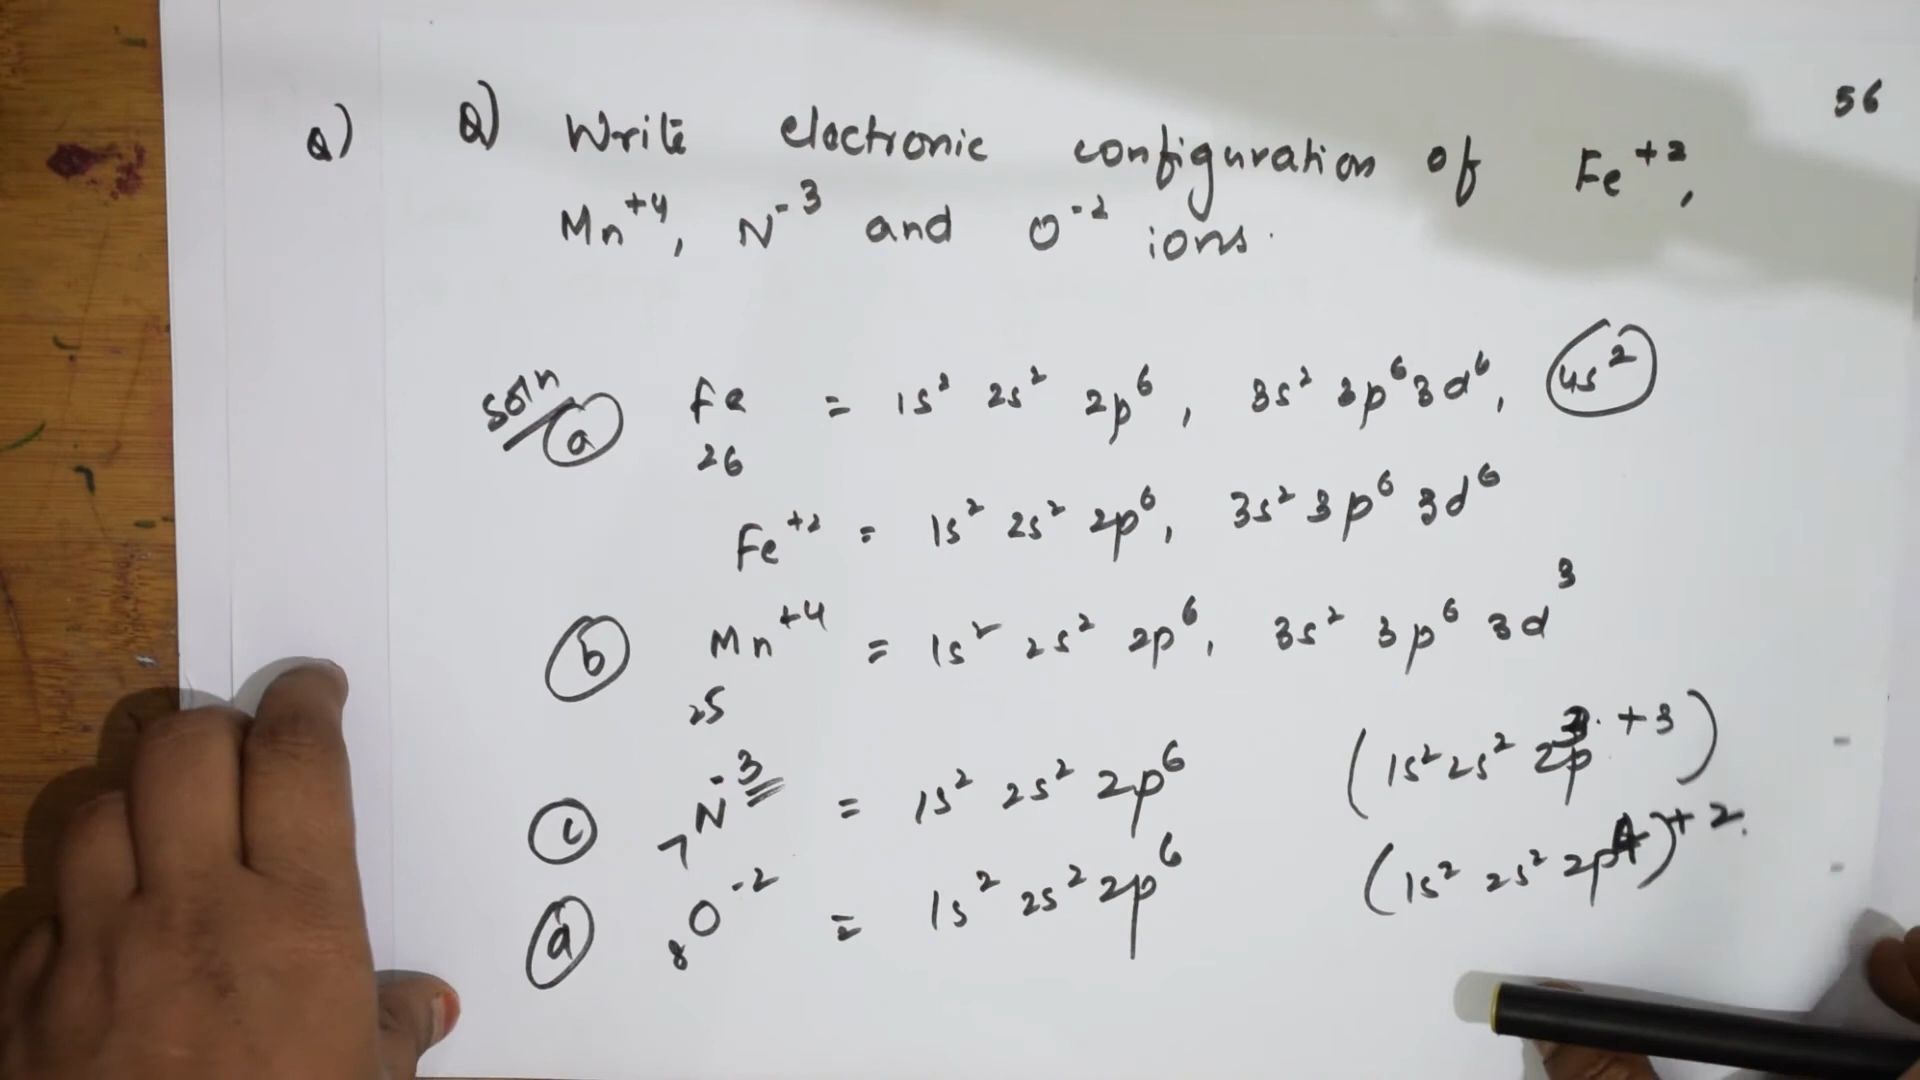 56
Q) Q) Write electronic configuration of Fe⁺²,
Mn⁺⁴, N⁻³ and O⁻² ions.
Soln
(a) Fe = 1s² 2s² 2p⁶, 3s² 3p⁶ 3d⁶, 4s²
26
Fe⁺² = 1s² 2s² 2p⁶, 3s² 3p⁶ 3d⁶
(b) Mn⁺⁴ = 1s² 2s² 2p⁶, 3s² 3p⁶ 3d³
25
(c) ₇N⁻³ = 1s² 2s² 2p⁶ (1s² 2s² 2p³⁺³)
(d) ₈O⁻² = 1s² 2s² 2p⁶ (1s² 2s² 2p⁴)⁺²